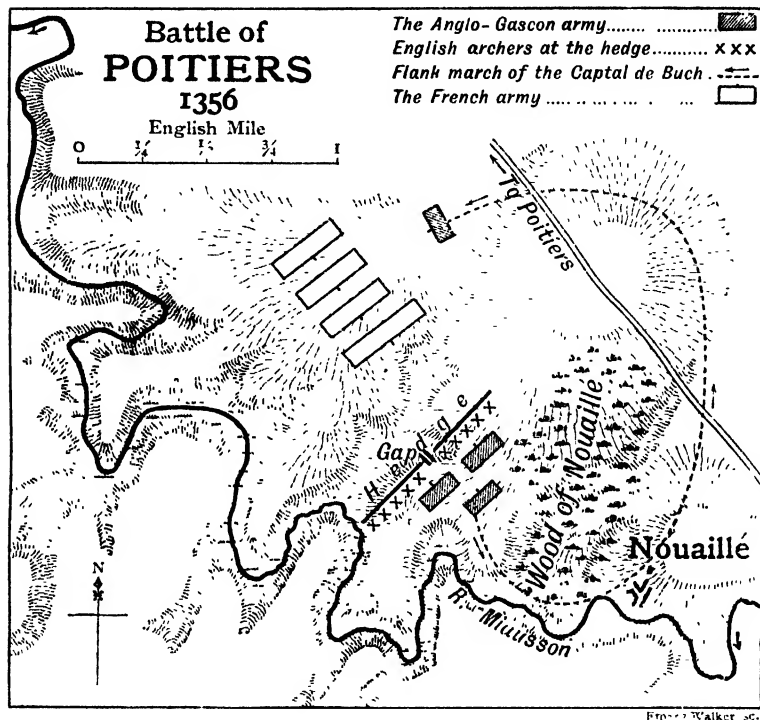 Battle of
POITIERS
1356
English Mile
0 ¼ ½ ¾ 1
The Anglo-Gascon army........
English archers at the hedge........... x x x
Flank march of the Captal de Buch .
The French army ..... .. . ... . ...
To Poitiers
Hedge
Gap
Wood of Nouaillé
Nouaillé
R. Miausson
N
Walker sc.